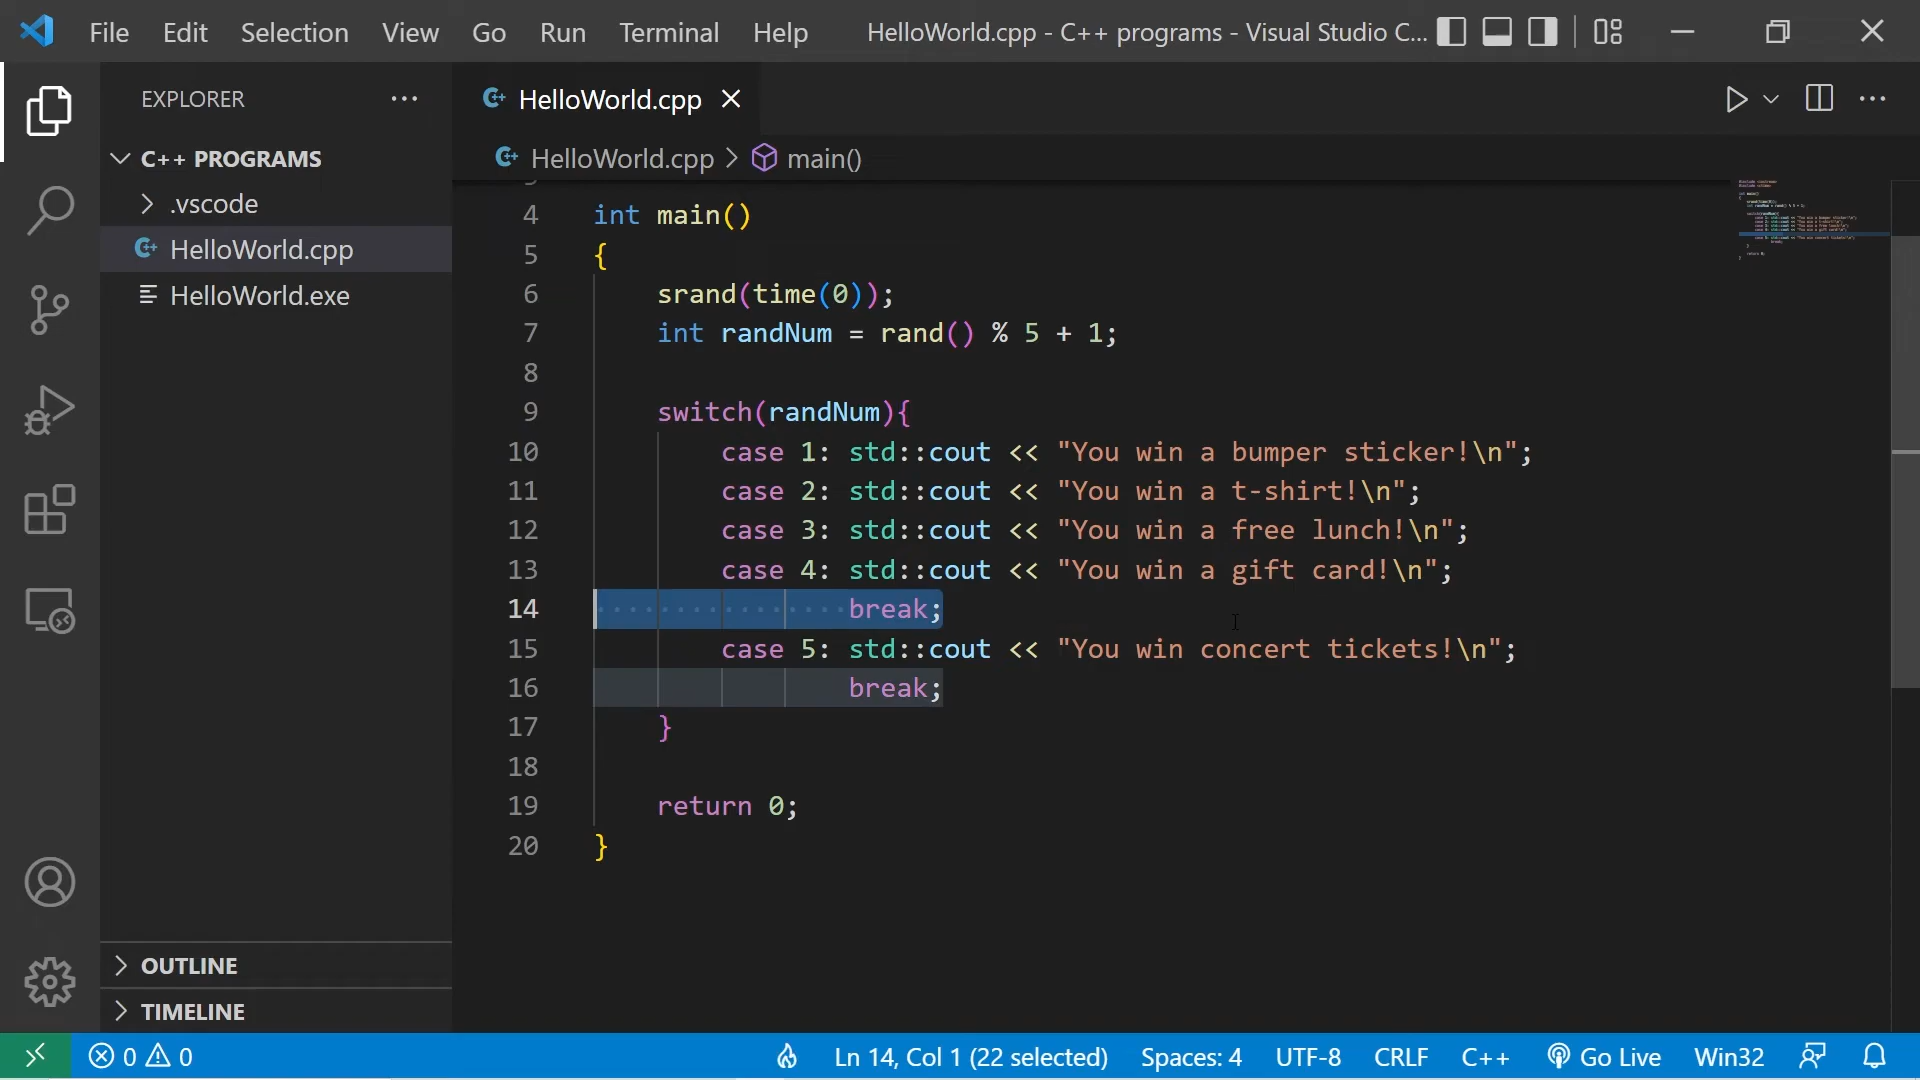 File Edit Selection View Go Run Terminal Help HelloWorld.cpp - C++ programs - Visual Studio C...
EXPLORER
C++ PROGRAMS
.vscode
HelloWorld.cpp
HelloWorld.exe
OUTLINE
TIMELINE
HelloWorld.cpp
HelloWorld.cpp > main()
4 int main()
5 {
6 srand(time(0));
7 int randNum = rand() % 5 + 1;
8
9 switch(randNum){
10 case 1: std::cout << "You win a bumper sticker!\n";
11 case 2: std::cout << "You win a t-shirt!\n";
12 case 3: std::cout << "You win a free lunch!\n";
13 case 4: std::cout << "You win a gift card!\n";
14 break;
15 case 5: std::cout << "You win concert tickets!\n";
16 break;
17 }
18
19 return 0;
20 }
0 0 Ln 14, Col 1 (22 selected) Spaces: 4 UTF-8 CRLF C++ Go Live Win32